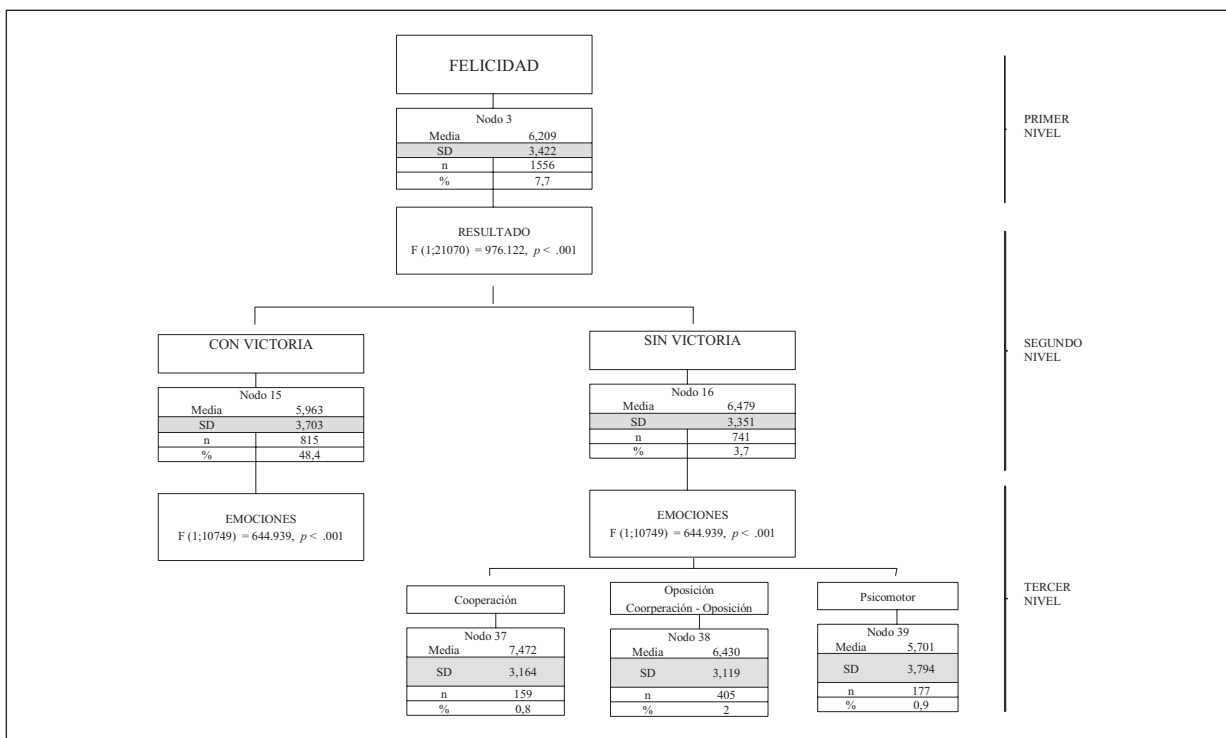 FELICIDAD
Nodo 3
Media 6,209
SD 3,422
n 1556
% 7,7
PRIMER
NIVEL
RESULTADO
F (1;21070) = 976.122, p < .001
CON VICTORIA
Nodo 15
Media 5,963
SD 3,703
n 815
% 48,4
SIN VICTORIA
Nodo 16
Media 6,479
SD 3,351
n 741
% 3,7
SEGUNDO
NIVEL
EMOCIONES
F (1;10749) = 644.939, p < .001
EMOCIONES
F (1;10749) = 644.939, p < .001
Cooperación
Nodo 37
Media 7,472
SD 3,164
n 159
% 0,8
Oposición
Coorperación - Oposición
Nodo 38
Media 6,430
SD 3,119
n 405
% 2
Psicomotor
Nodo 39
Media 5,701
SD 3,794
n 177
% 0,9
TERCER
NIVEL